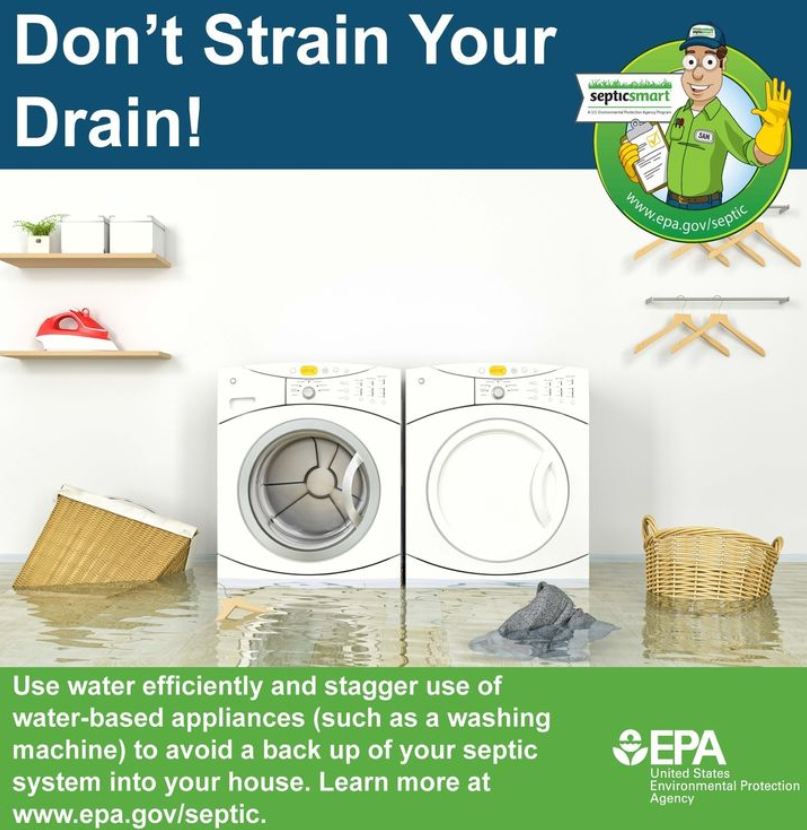 Don't Strain Your
Drain!
septicsmart
A U.S. Environmental Protection Agency Program
SAM
www.epa.gov/septic
Use water efficiently and stagger use of
water-based appliances (such as a washing
machine) to avoid a back up of your septic
system into your house. Learn more at
www.epa.gov/septic.
EPA
United States
Environmental Protection
Agency